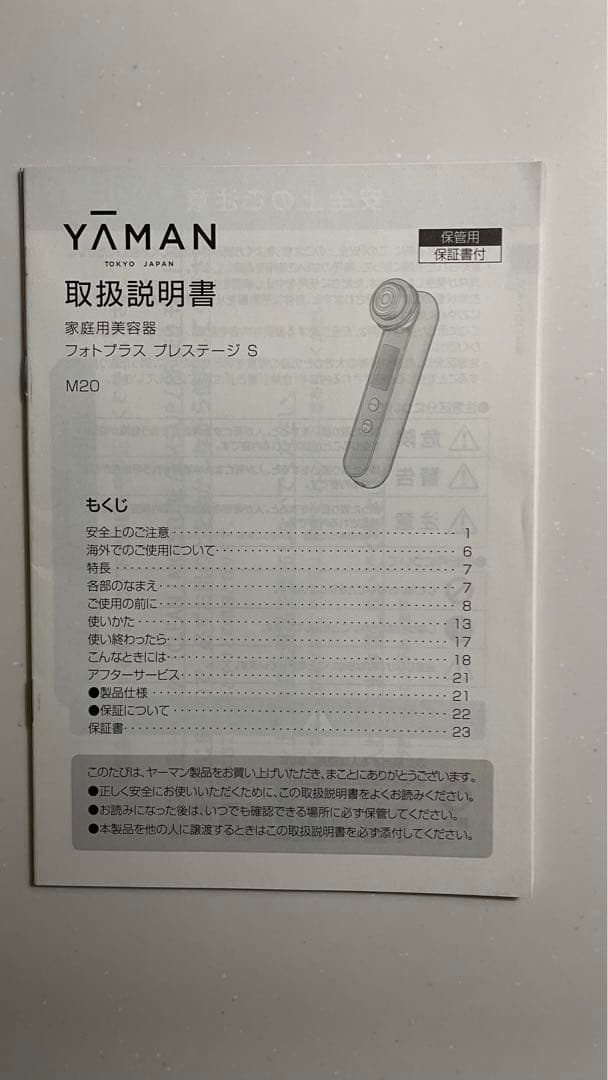 YĀMAN
TOKYO JAPAN
保管用
保証書付
取扱説明書
家庭用美容器
フォトプラス プレステージ S
M20
もくじ
安全上のご注意 1
海外でのご使用について 6
特長 7
各部のなまえ 7
ご使用の前に 8
使いかた 13
使い終わったら 17
こんなときには 18
アフターサービス 21
●製品仕様 21
●保証について 22
保証書 23
このたびは、ヤーマン製品をお買い上げいただき、まことにありがとうございます。
●正しく安全にお使いいただくために、この取扱説明書をよくお読みください。
●お読みになった後は、いつでも確認できる場所に必ず保管してください。
●本製品を他の人に譲渡するときはこの取扱説明書を必ず添付してください。